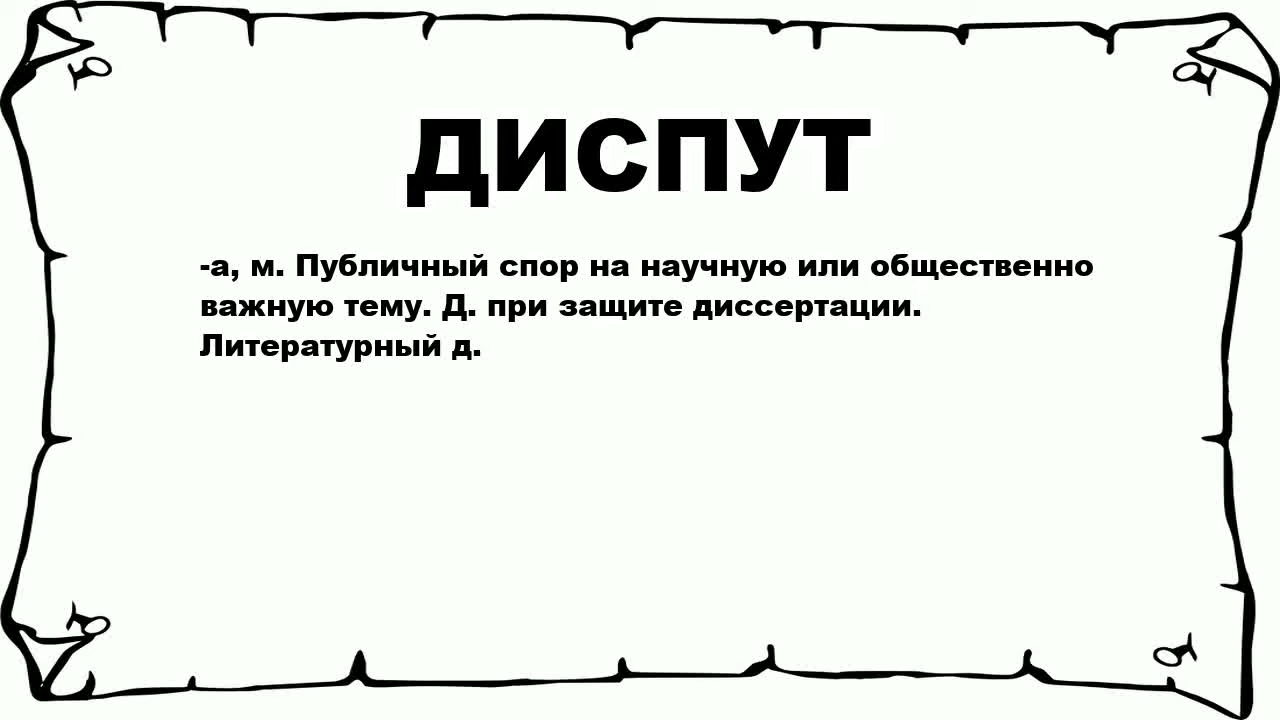 ДИСПУТ
-а, м. Публичный спор на научную или общественно
важную тему. Д. при защите диссертации.
Литературный д.